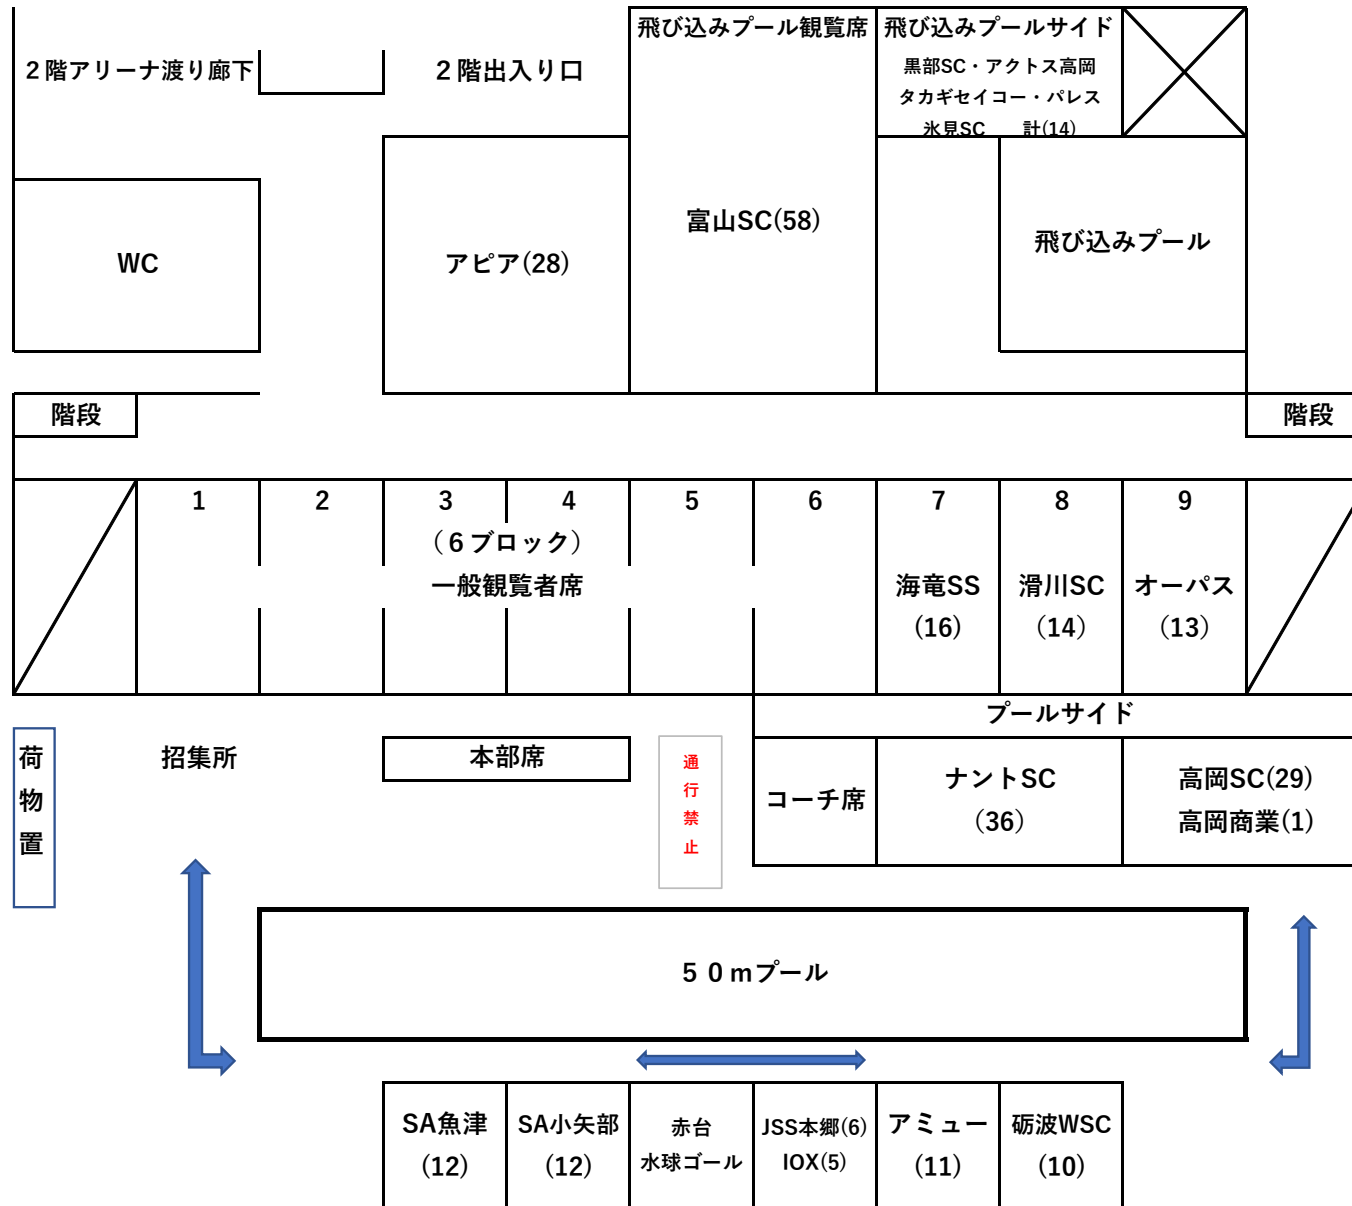 飛び込みプール観覧席
飛び込みプールサイド
２階アリーナ渡り廊下
２階出入り口
黒部SC・アクトス高岡
タカギセイコー・パレス
氷見SC　計(14)
富山SC(58)
飛び込みプール
WC
アピア(28)
階段
階段
1
2
3
4
5
6
7
8
9
（６ブロック）
一般観覧者席
海竜SS
(16)
滑川SC
(14)
オーパス
(13)
プールサイド
荷物置
招集所
本部席
通行禁止
コーチ席
ナントSC
(36)
高岡SC(29)
高岡商業(1)
５０ｍプール
SA魚津
(12)
SA小矢部
(12)
赤台
水球ゴール
JSS本郷(6)
IOX(5)
アミュー
(11)
砺波WSC
(10)